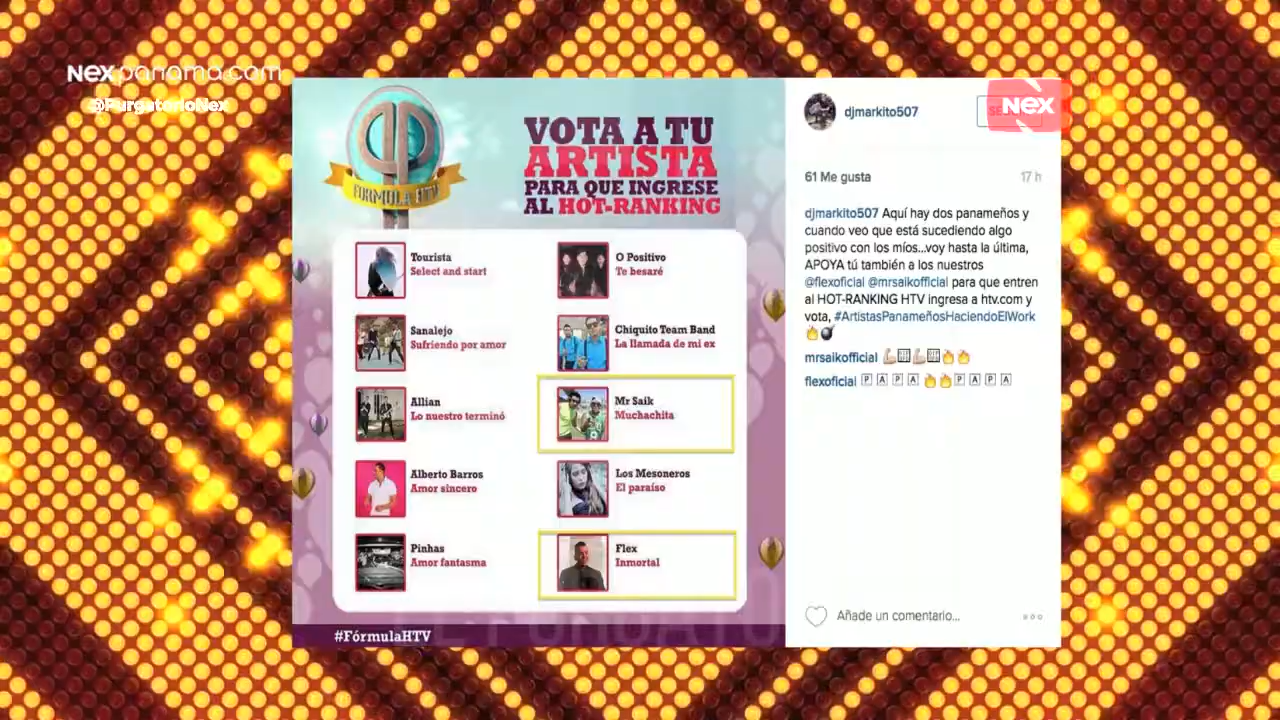 NEXpanama.com
@PurgatorioNex
FORMULA HTV
VOTA A TU
ARTISTA
PARA QUE INGRESE
AL HOT-RANKING
Tourista
Select and start
O Positivo
Te besaré
Sanalejo
Sufriendo por amor
Chiquito Team Band
La llamada de mi ex
Allian
Lo nuestro terminó
Mr Saik
Muchachita
Alberto Barros
Amor sincero
Los Mesoneros
El paraíso
Pinhas
Amor fantasma
Flex
Inmortal
#FórmulaHTV
djmarkito507
NEX
61 Me gusta
17 h
djmarkito507 Aquí hay dos panameños y
cuando veo que está sucediendo algo
positivo con los míos...voy hasta la última,
APOYA tú también a los nuestros
@flexoficial @mrsaikofficial para que entren
al HOT-RANKING HTV ingresa a htv.com y
vota, #ArtistasPanameñosHaciendoElWork
🔥💣
mrsaikofficial 💪🏼💪🏼🔥🔥
flexoficial 🄿🄰🄿🄰🔥🔥🄿🄰🄿🄰
Añade un comentario...